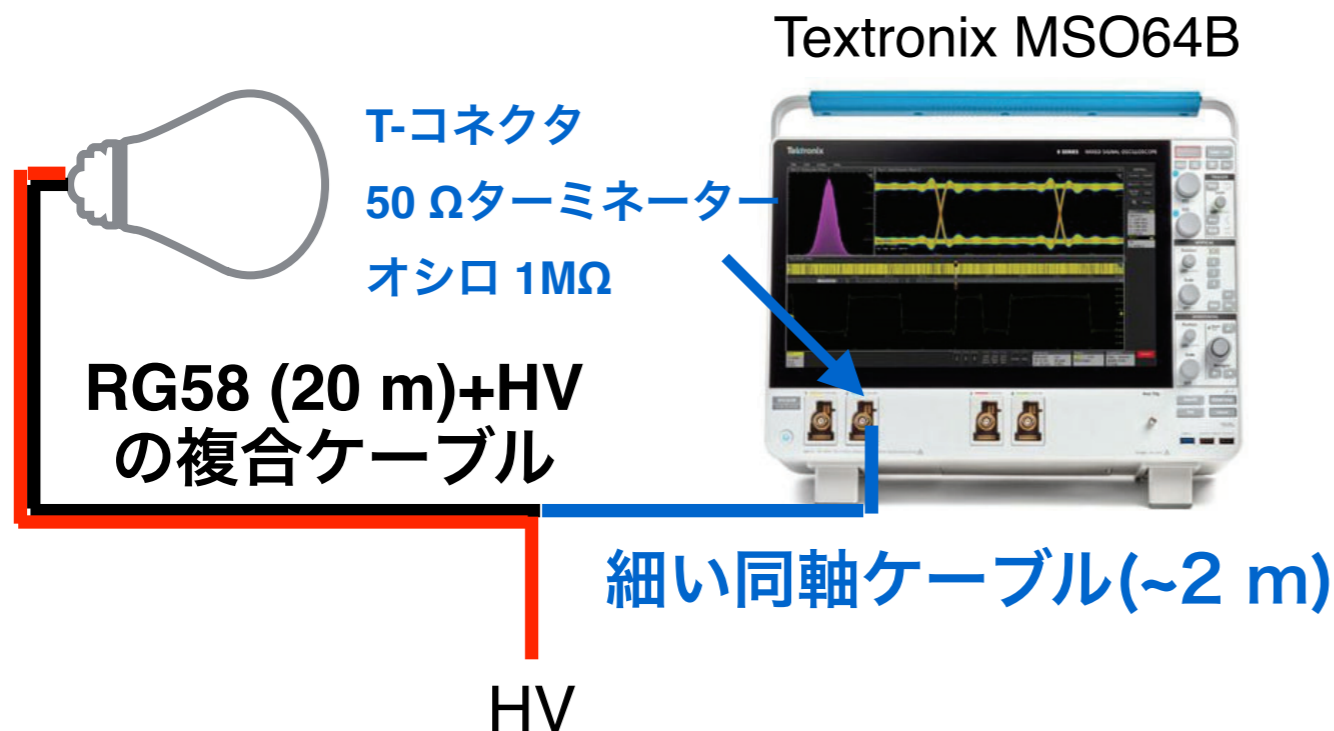 Textronix MSO64B
T-コネクタ
50 Ωターミネーター
オシロ 1MΩ
Tektronix
RG58 (20 m)+HV
の複合ケーブル
細い同軸ケーブル(~2 m)
HV